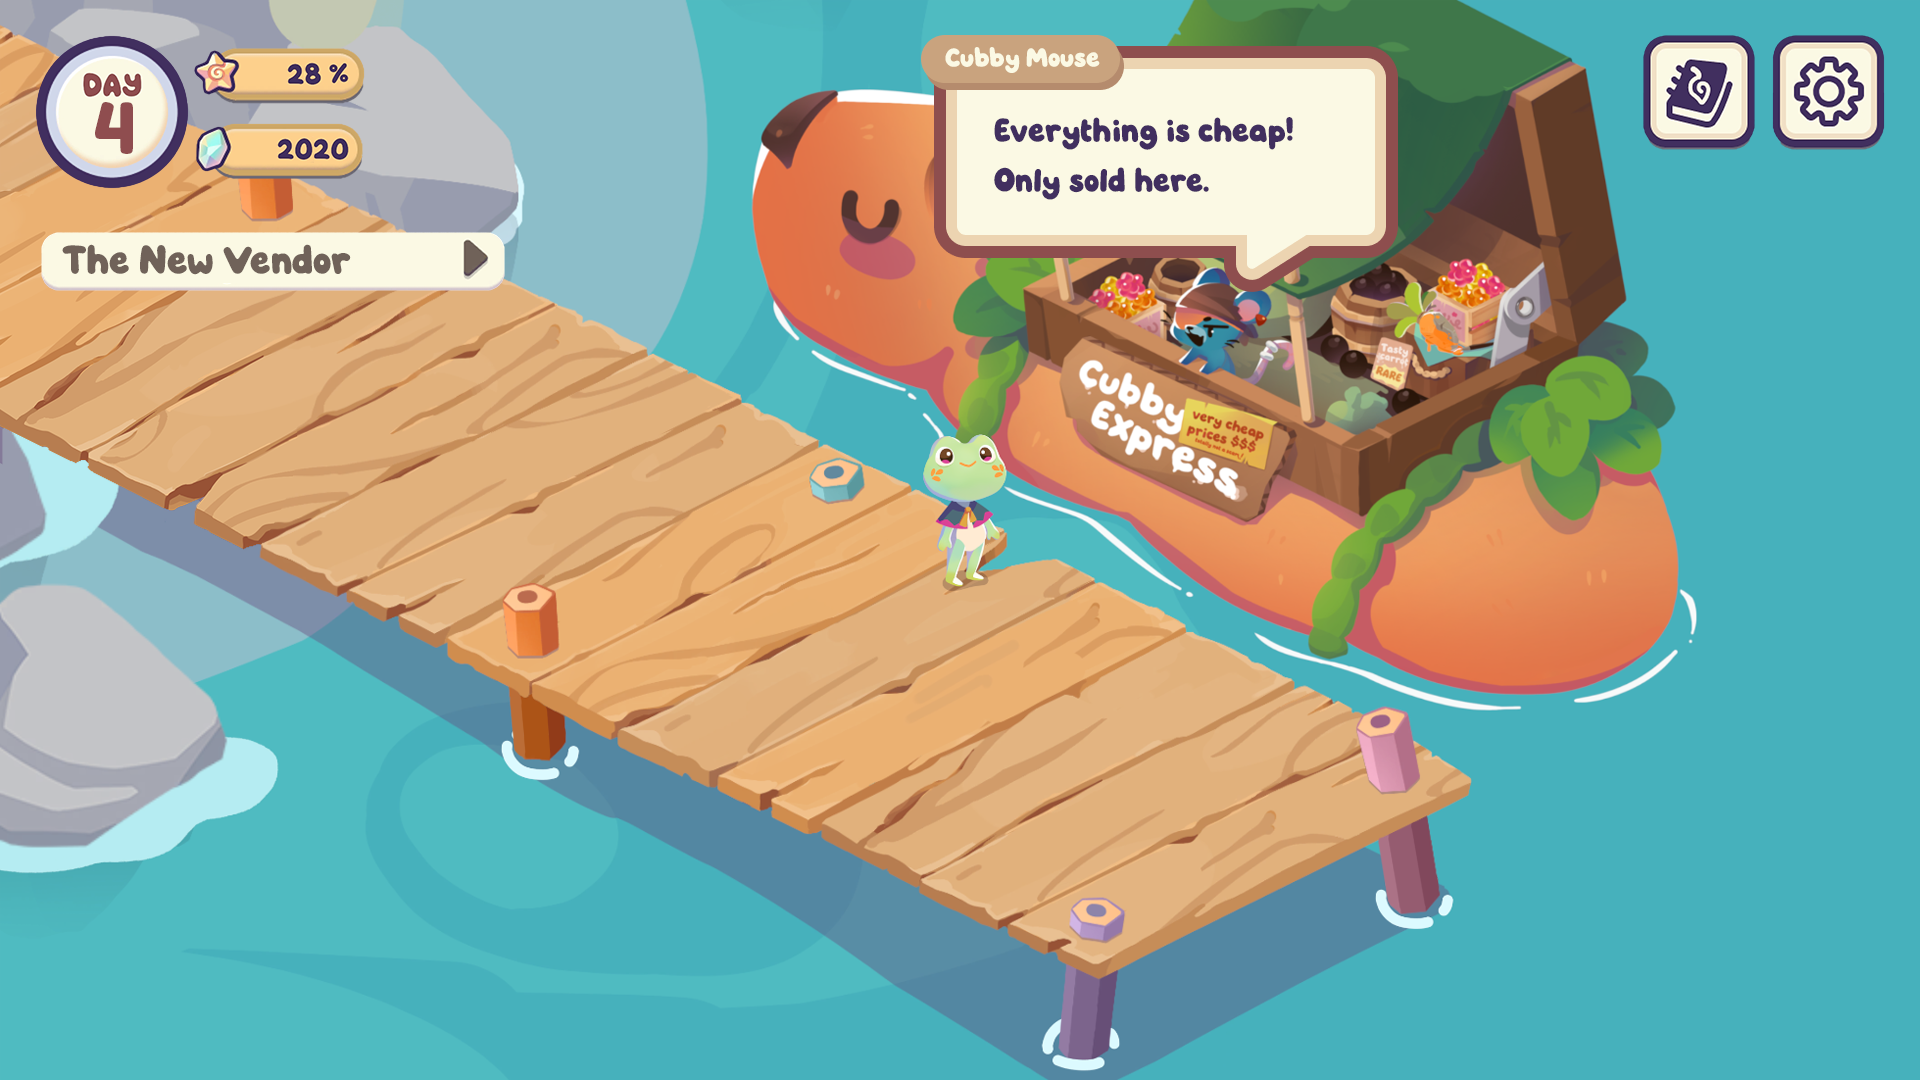 DAY
4
28 %
2020
The New Vendor
Cubby Mouse
Everything is cheap!
Only sold here.
Tasty
carrot
RARE
Cubby
Express
very cheap
prices $$$